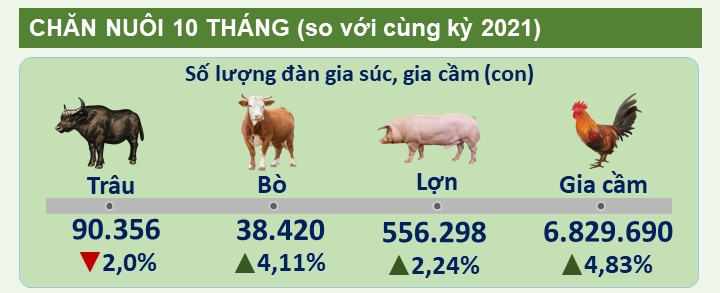 CHĂN NUÔI 10 THÁNG (so với cùng kỳ 2021)
Số lượng đàn gia súc, gia cầm (con)
Trâu Bò Lợn Gia cầm
90.356 38.420 556.298 6.829.690
▼2,0% ▲4,11% ▲2,24% ▲4,83%